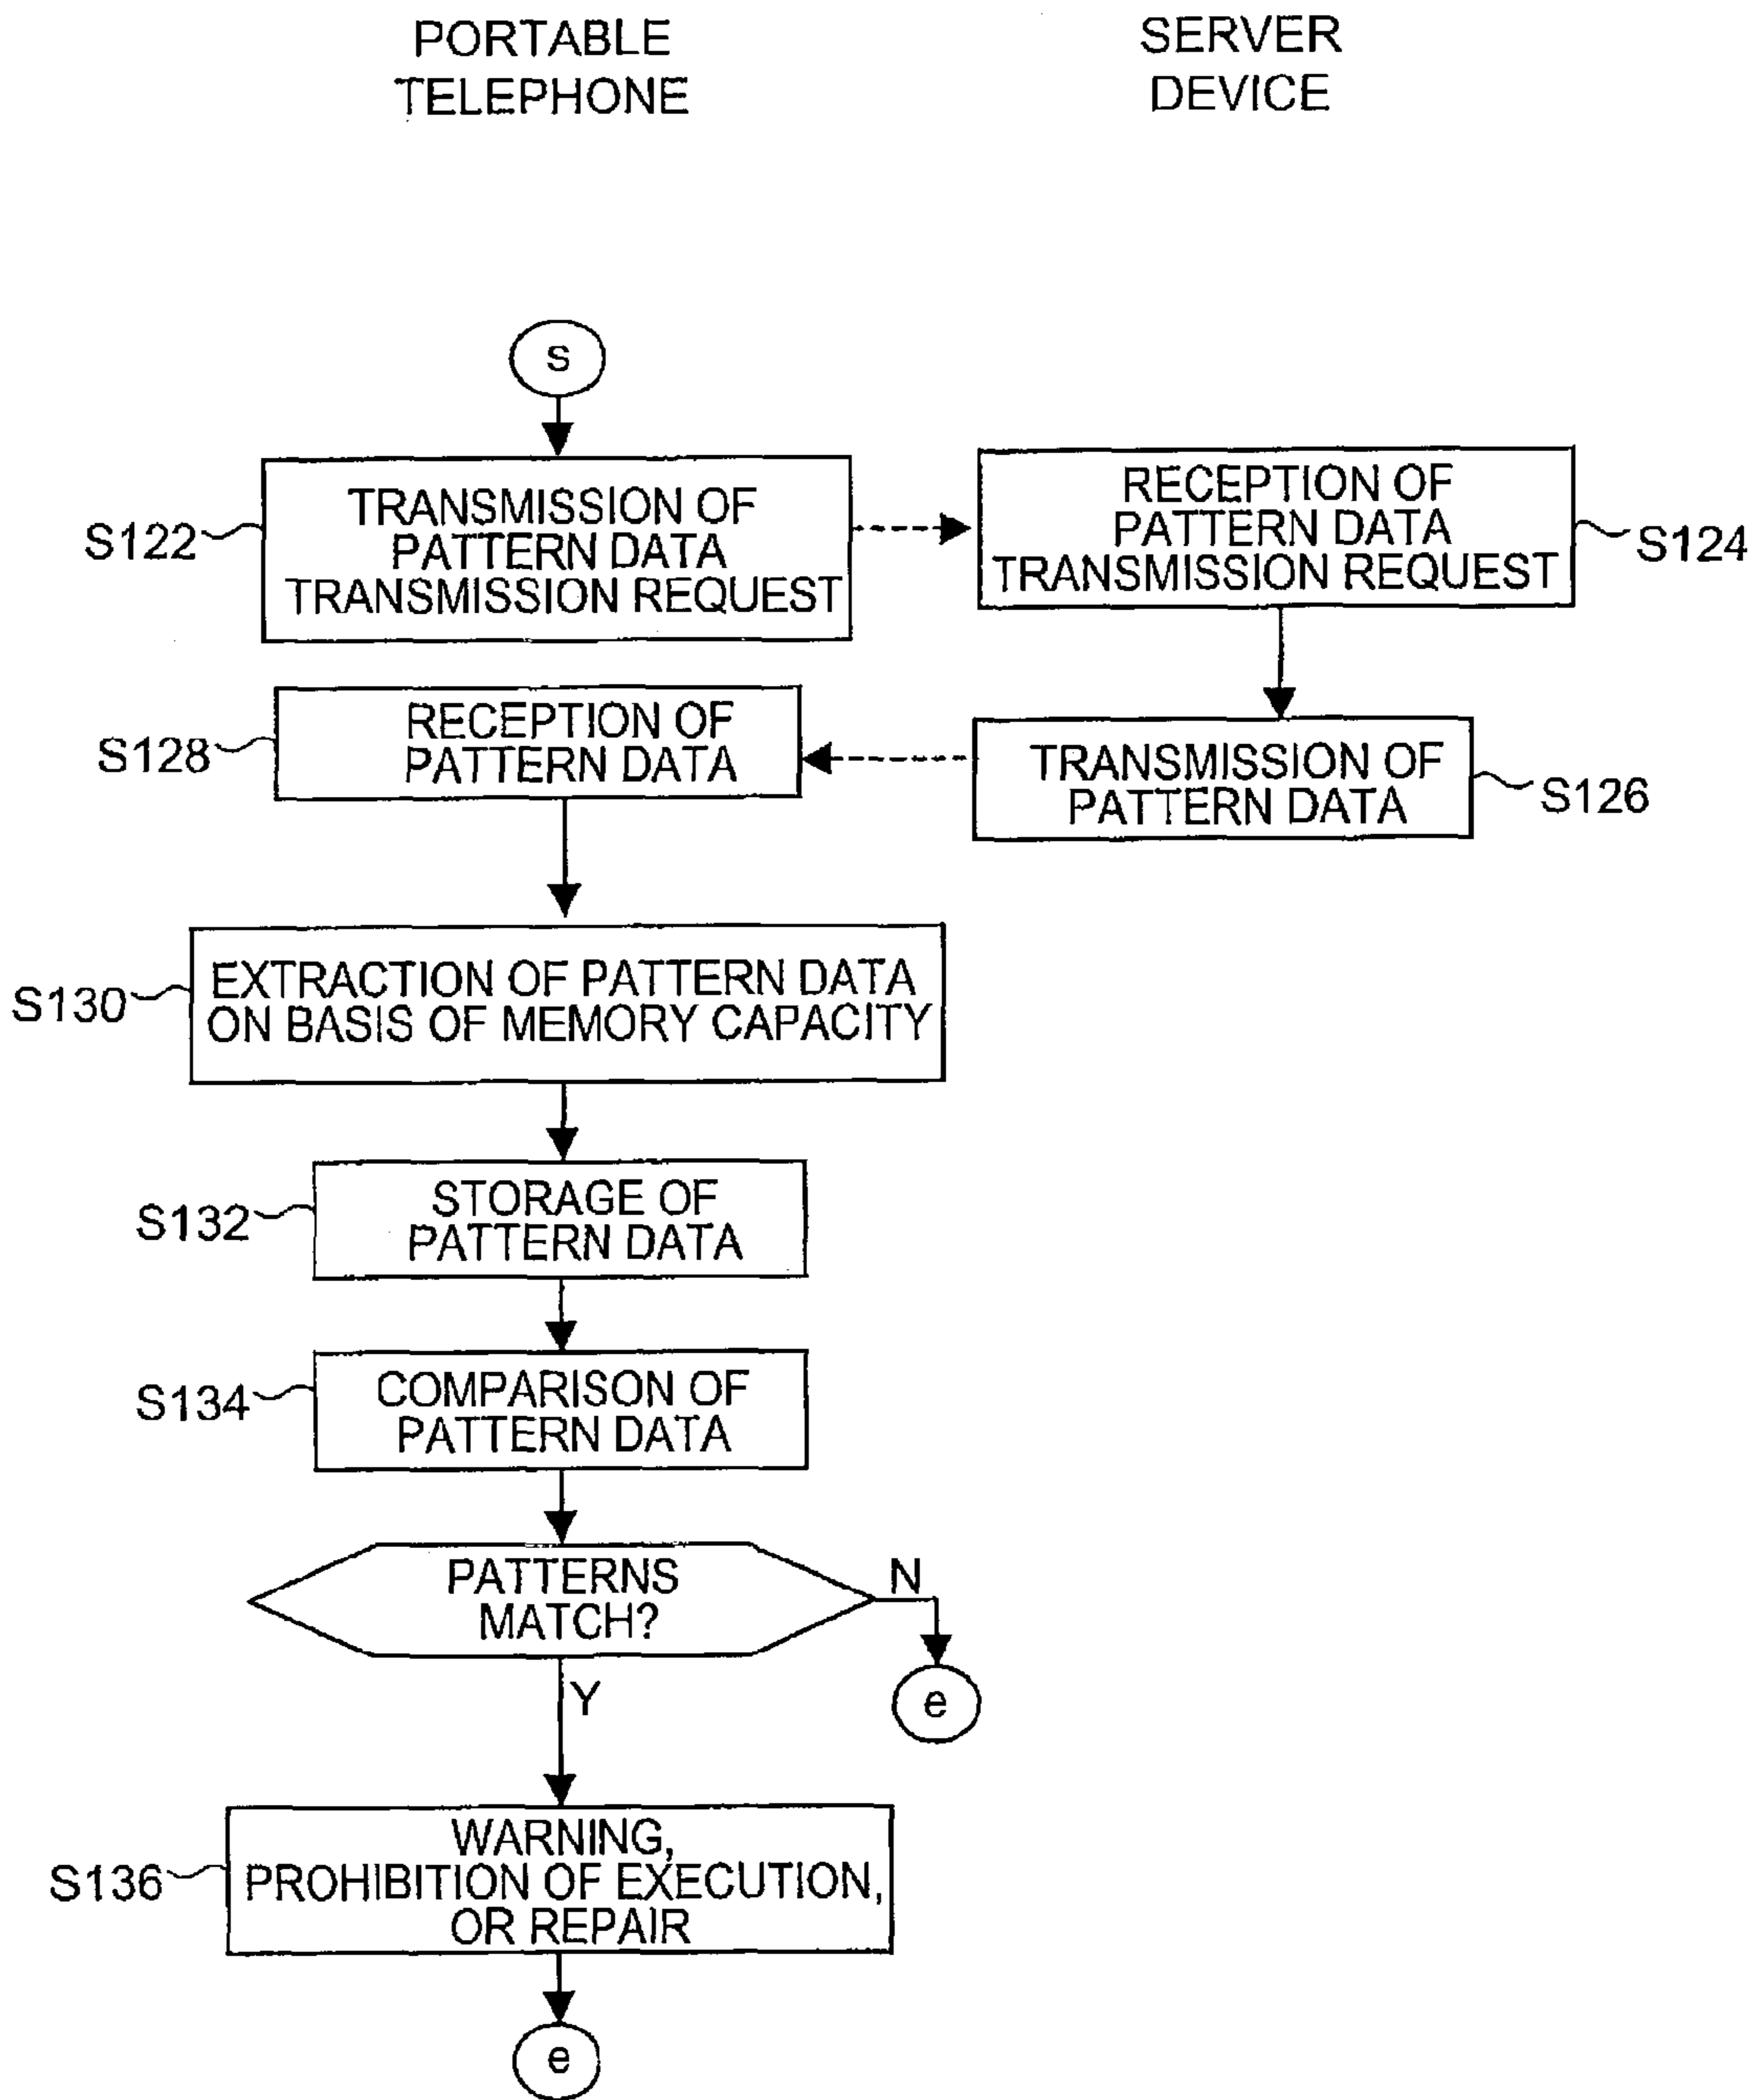 PORTABLE
TELEPHONE
SERVER
DEVICE
s
S122
TRANSMISSION OF
PATTERN DATA
TRANSMISSION REQUEST
RECEPTION OF
PATTERN DATA
TRANSMISSION REQUEST
S124
S128
RECEPTION OF
PATTERN DATA
TRANSMISSION OF
PATTERN DATA
S126
S130
EXTRACTION OF PATTERN DATA
ON BASIS OF MEMORY CAPACITY
S132
STORAGE OF
PATTERN DATA
S134
COMPARISON OF
PATTERN DATA
PATTERNS
MATCH?
N
e
Y
S136
WARNING,
PROHIBITION OF EXECUTION,
OR REPAIR
e